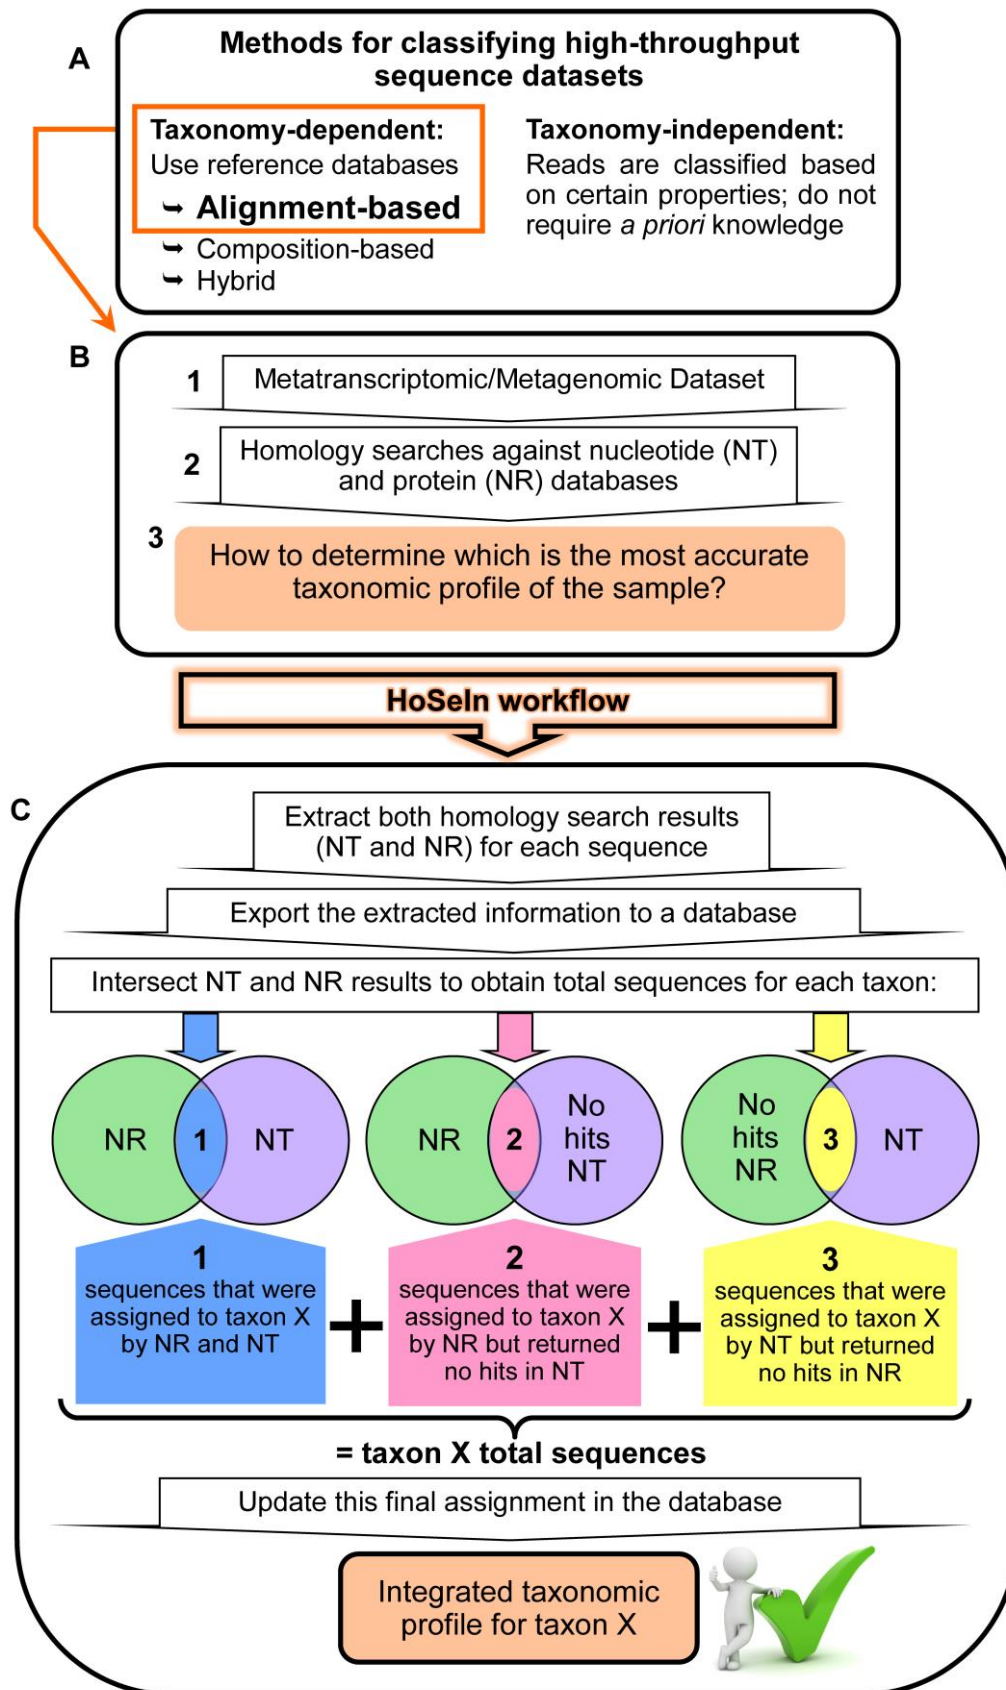 A
Methods for classifying high-throughput
sequence datasets
Taxonomy-dependent:
Use reference databases
Alignment-based
Composition-based
Hybrid
Taxonomy-independent:
Reads are classified based
on certain properties; do not
require a priori knowledge
B
1
Metatranscriptomic/Metagenomic Dataset
2
Homology searches against nucleotide (NT)
and protein (NR) databases
3
How to determine which is the most accurate
taxonomic profile of the sample?
HoSeIn workflow
C
Extract both homology search results
(NT and NR) for each sequence
Export the extracted information to a database
Intersect NT and NR results to obtain total sequences for each taxon:
NR
1
NT
NR
2
No
hits
NT
No
hits
NR
3
NT
1
sequences that were
assigned to taxon X
by NR and NT
+
2
sequences that were
assigned to taxon X
by NR but returned
no hits in NT
+
3
sequences that were
assigned to taxon X
by NT but returned
no hits in NR
= taxon X total sequences
Update this final assignment in the database
Integrated taxonomic
profile for taxon X